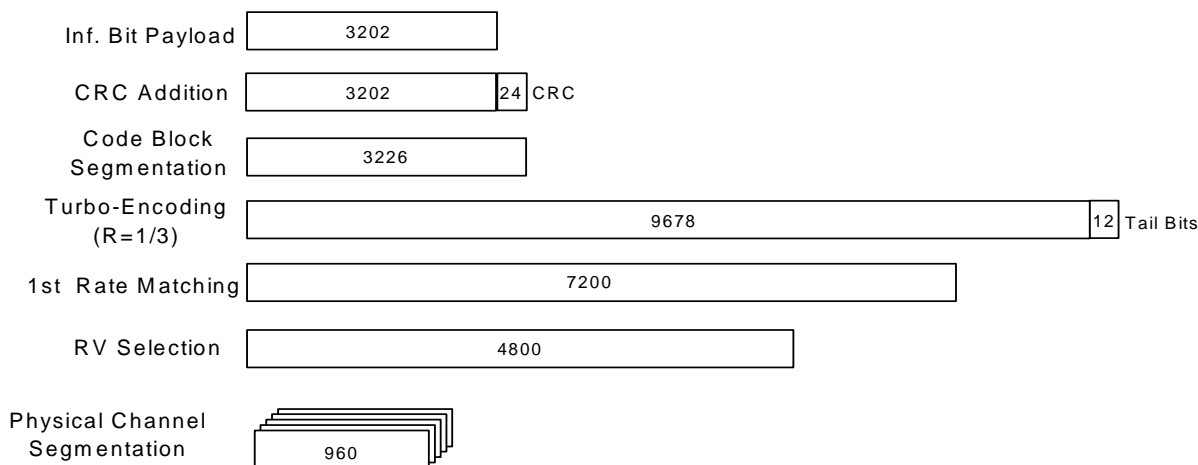 Inf. Bit Payload 3202
CRC Addition 3202 24 CRC
Code Block
Segmentation 3226
Turbo-Encoding
(R=1/3) 9678 12 Tail Bits
1st Rate Matching 7200
RV Selection 4800
Physical Channel
Segmentation 960